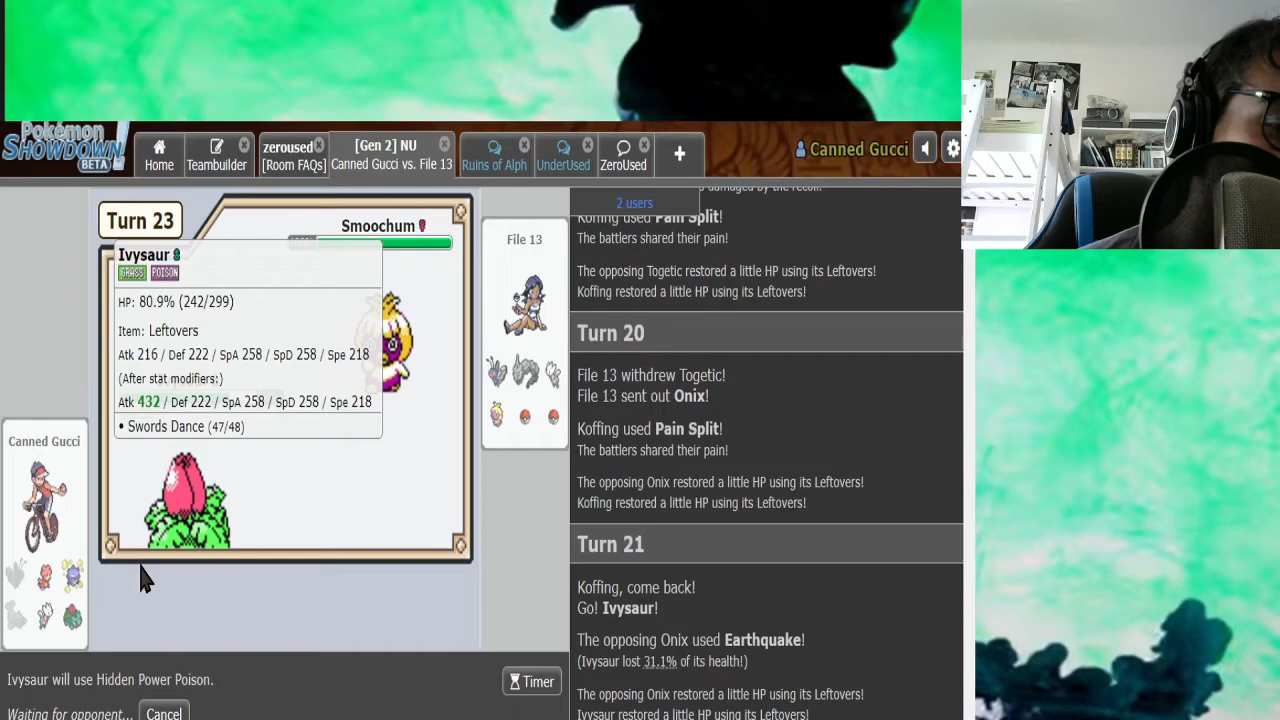 Pokémon
Showdown
BETA
Home
Teambuilder
zeroused
[Room FAQs]
[Gen 2] NU
Canned Gucci vs. File 13
Ruins of Alph
UnderUsed
ZeroUsed
+
Canned Gucci
Turn 23
Smoochum
Ivysaur
GRASS POISON
HP: 80.9% (242/299)
Item: Leftovers
Atk 216 / Def 222 / SpA 258 / SpD 258 / Spe 218
(After stat modifiers:)
Atk 432 / Def 222 / SpA 258 / SpD 258 / Spe 218
• Swords Dance (47/48)
File 13
Canned Gucci
Ivysaur will use Hidden Power Poison.
Waiting for opponent...
Cancel
Timer
2 users
damaged by the recoil.
Koffing used Pain Split!
The battlers shared their pain!
The opposing Togetic restored a little HP using its Leftovers!
Koffing restored a little HP using its Leftovers!
Turn 20
File 13 withdrew Togetic!
File 13 sent out Onix!
Koffing used Pain Split!
The battlers shared their pain!
The opposing Onix restored a little HP using its Leftovers!
Koffing restored a little HP using its Leftovers!
Turn 21
Koffing, come back!
Go! Ivysaur!
The opposing Onix used Earthquake!
(Ivysaur lost 31.1% of its health!)
The opposing Onix restored a little HP using its Leftovers!
Ivysaur restored a little HP using its Leftovers!